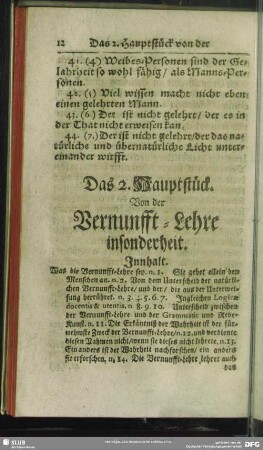 12 Das 2. Hauptstück von der
41. (4) Weibes-Personen sind der Ge-
lahrheit so wohl fähig / als Manns-Per-
sonen.
42. (5) Viel wissen macht nicht eben
einen gelehrten Mann.
43. (6.) Der ist nicht gelehrt / der es in
der That nicht erweisen kan.
44. (7.) Der ist nicht gelehrt / der das na-
türliche und übernatürliche Licht unter-
einander wirfft.
Das 2. Hauptstück.
Von der
Vernunfft-Lehre
insonderheit.
Innhalt.
Was die Vernunfft-Lehre sey. n. 1. Sie gehet allein den
Menschen an. n. 2. Von dem Unterscheid der natürli-
chen Vernunfft-Lehre / und der / die aus der Unterwei-
sung herrühret. n. 3. 4. 5. 6. 7. Ingleichen Logicæ
docentis & utentis. n. 8. 9. 10. Unterscheid zwischen
der Vernunfft-Lehre und der Grammatic und Rede-
Kunst. n. 11. Die Erkäntniß der Wahrheit ist der für-
nehmste Zweck der Vernunfft-Lehre / n. 12. und verdiente
diesen Nahmen nicht / wenn sie dieses nicht lehrete. n. 13.
Ein anders ist der Wahrheit nachforschen / ein anders
sie erforschen, n. 14. Die Vernunfft-Lehre lehret auch
das
SLUB
DFG